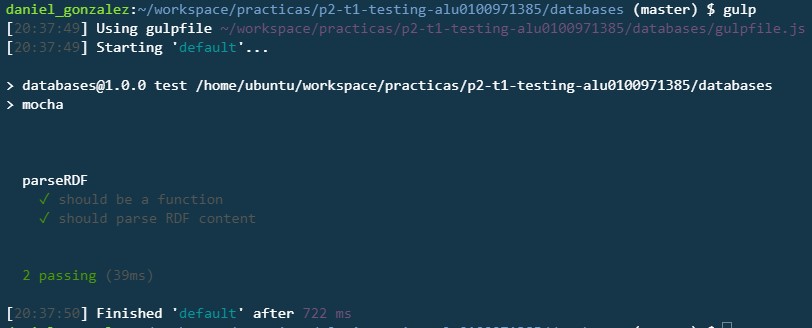 daniel_gonzalez:~/workspace/practicas/p2-t1-testing-alu0100971385/databases (master) $ gulp
[20:37:49] Using gulpfile ~/workspace/practicas/p2-t1-testing-alu0100971385/databases/gulpfile.js
[20:37:49] Starting 'default'...
> databases@1.0.0 test /home/ubuntu/workspace/practicas/p2-t1-testing-alu0100971385/databases
> mocha
parseRDF
✓ should be a function
✓ should parse RDF content
2 passing (39ms)
[20:37:50] Finished 'default' after 722 ms